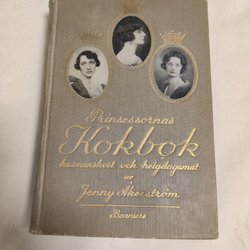 Prinsessornas
Kokbok
husmanskost och helgdagsmat
av
Jenny Åkerström
Bonniers